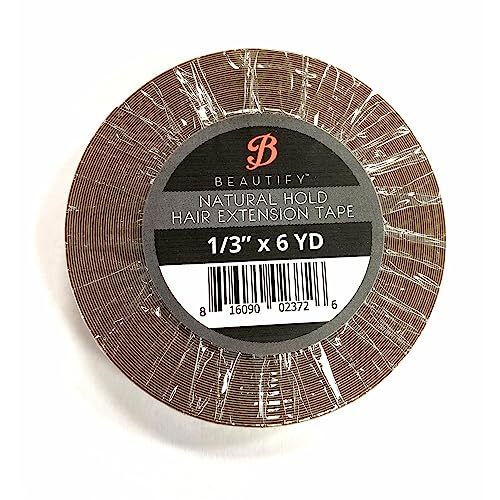 B
BEAUTIFY™
NATURAL HOLD
HAIR EXTENSION TAPE
1/3" x 6 YD
8 16090 02372 6